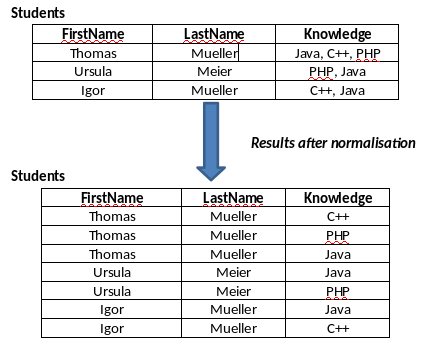 Students
FirstName LastName Knowledge
Thomas Mueller Java, C++, PHP
Ursula Meier PHP, Java
Igor Mueller C++, Java
Results after normalisation
Students
FirstName LastName Knowledge
Thomas Mueller C++
Thomas Mueller PHP
Thomas Mueller Java
Ursula Meier Java
Ursula Meier PHP
Igor Mueller Java
Igor Mueller C++